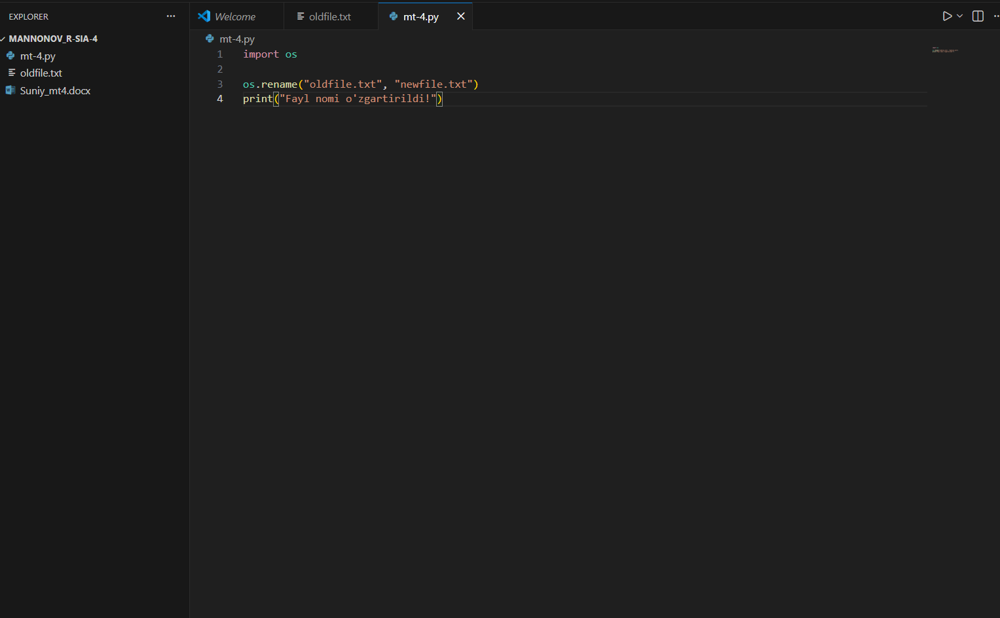 EXPLORER
MANNONOV_R-SIA-4
mt-4.py
oldfile.txt
Suniy_mt4.docx
Welcome
oldfile.txt
mt-4.py
mt-4.py
1 import os
2
3 os.rename("oldfile.txt", "newfile.txt")
4 print("Fayl nomi o'zgartirildi!")